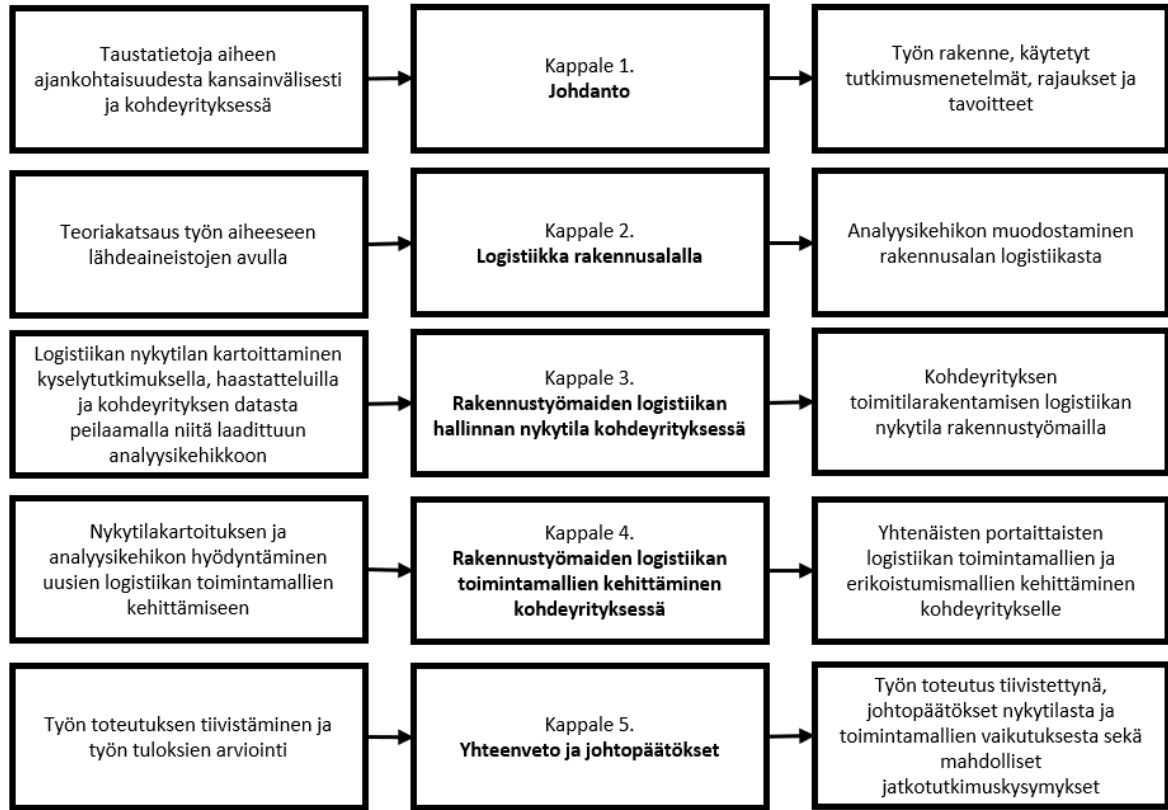 Taustatietoja aiheen
ajankohtaisuudesta kansainvälisesti
ja kohdeyrityksessä
Kappale 1.
Johdanto
Työn rakenne, käytetyt
tutkimusmenetelmät, rajaukset ja
tavoitteet
Teoriakatsaus työn aiheeseen
lähdeaineistojen avulla
Kappale 2.
Logistiikka rakennusalalla
Analyysikehikon muodostaminen
rakennusalan logistiikasta
Logistiikan nykytilan kartoittaminen
kyselytutkimuksella, haastatteluilla
ja kohdeyrityksen datasta
peilaamalla niitä laadittuun
analyysikehikkoon
Kappale 3.
Rakennustyömaiden logistiikan
hallinnan nykytila kohdeyrityksessä
Kohdeyrityksen
toimitilarakentamisen logistiikan
nykytila rakennustyömailla
Nykytilakartoituksen ja
analyysikehikon hyödyntäminen
uusien logistiikan toimintamallien
kehittämiseen
Kappale 4.
Rakennustyömaiden logistiikan
toimintamallien kehittäminen
kohdeyrityksessä
Yhtenäisten portaittaisten
logistiikan toimintamallien ja
erikoistumismallien kehittäminen
kohdeyritykselle
Työn toteutuksen tiivistäminen ja
työn tuloksien arviointi
Kappale 5.
Yhteenveto ja johtopäätökset
Työn toteutus tiivistettynä,
johtopäätökset nykytilasta ja
toimintamallien vaikutuksesta sekä
mahdolliset
jatkotutkimuskysymykset